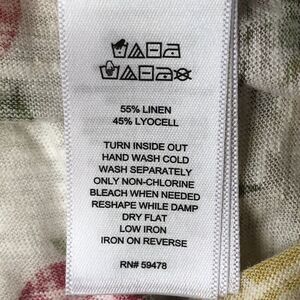 55% LINEN
45% LYOCELL
TURN INSIDE OUT
HAND WASH COLD
WASH SEPARATELY
ONLY NON-CHLORINE
BLEACH WHEN NEEDED
RESHAPE WHILE DAMP
DRY FLAT
LOW IRON
IRON ON REVERSE
RN# 59478